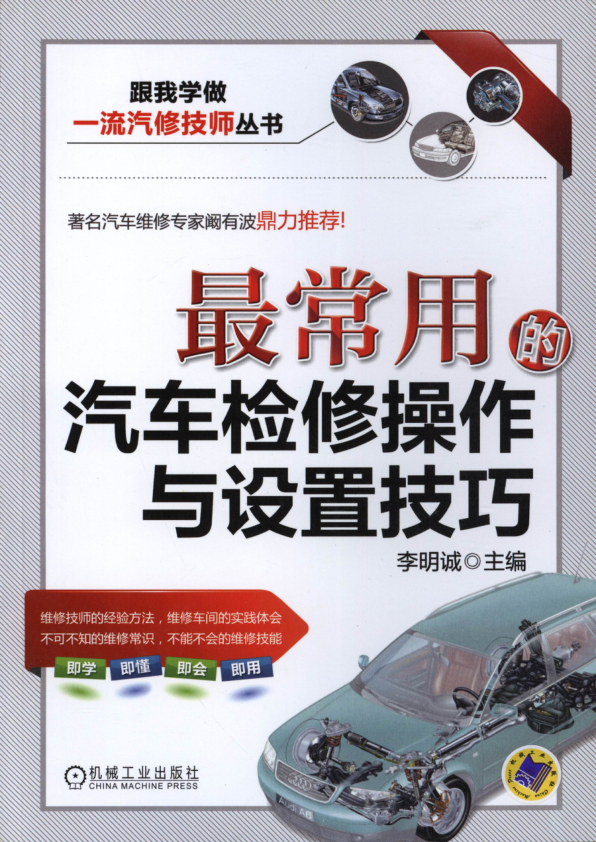 跟我学做
一流汽修技师丛书
著名汽车维修专家阚有波鼎力推荐!
最常用的
汽车检修操作
与设置技巧
李明诚◎主编
维修技师的经验方法,维修车间的实践体会
不可不知的维修常识,不能不会的维修技能
即学 即懂 即会 即用
机械工业出版社
CHINA MACHINE PRESS
Audi A6